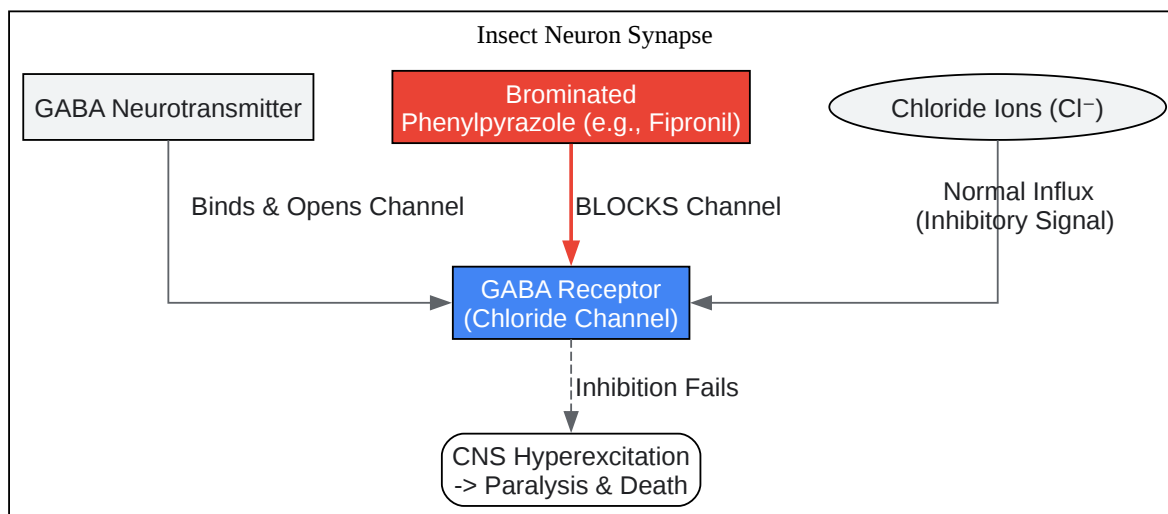 Insect Neuron Synapse
GABA Neurotransmitter
Brominated
Phenylpyrazole (e.g., Fipronil)
Chloride Ions (Cl⁻)
Binds & Opens Channel
BLOCKS Channel
Normal Influx
(Inhibitory Signal)
GABA Receptor
(Chloride Channel)
Inhibition Fails
CNS Hyperexcitation
-> Paralysis & Death